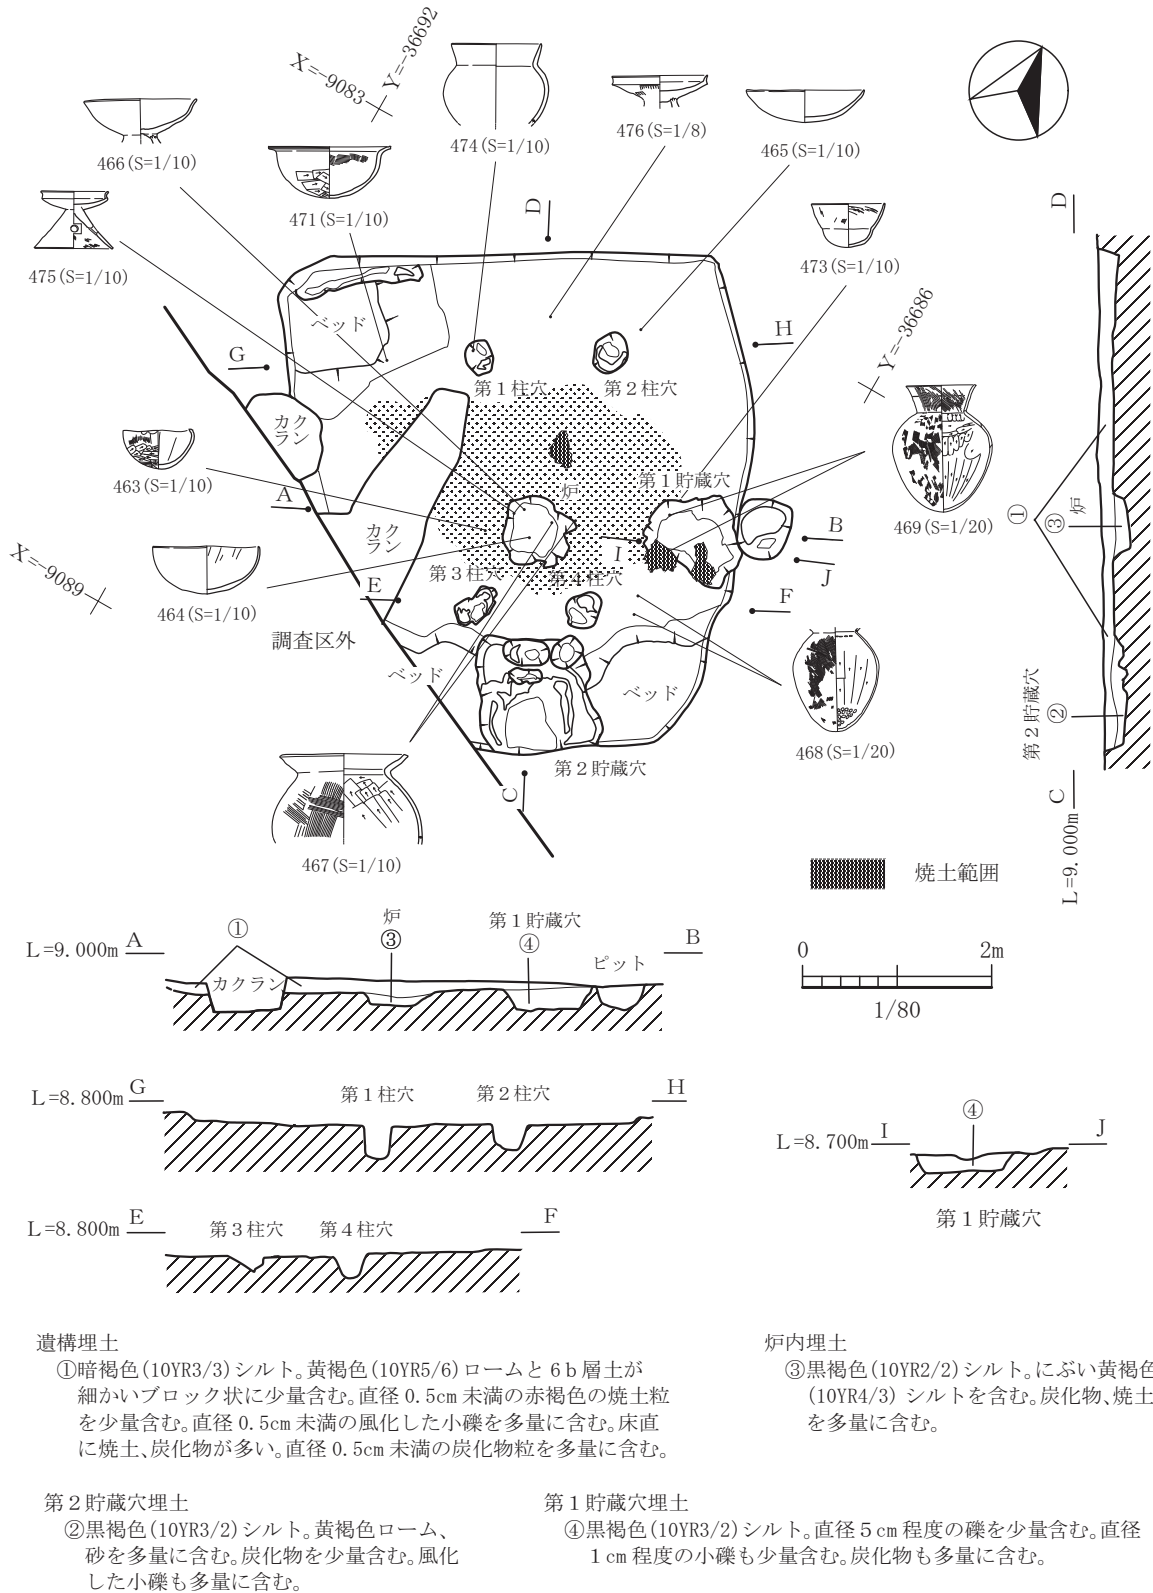 X=-9083
Y=-36692
466(S=1/10)
474(S=1/10)
476(S=1/8)
465(S=1/10)
471(S=1/10)
475(S=1/10)
473(S=1/10)
D
D
ベッド
G
H
Y=-36686
第1柱穴
第2柱穴
カク
ラン
463(S=1/10)
A
炉
第1貯蔵穴
469(S=1/20)
①
③
炉
カク
ラン
I
B
J
X=-9089
464(S=1/10)
第3柱穴
第4柱穴
E
F
調査区外
ベッド
ベッド
468(S=1/20)
第2貯蔵穴
②
第2貯蔵穴
C
C
L=9.000m
467(S=1/10)
焼土範囲
L=9.000m
A
①
カクラン
炉
③
第1貯蔵穴
④
ピット
B
0
2m
1/80
L=8.800m
G
第1柱穴
第2柱穴
H
L=8.700m
I
④
J
第1貯蔵穴
L=8.800m
E
第3柱穴
第4柱穴
F
遺構埋土
①暗褐色(10YR3/3)シルト。黄褐色(10YR5/6)ロームと6b層土が
細かいブロック状に少量含む。直径0.5cm未満の赤褐色の焼土粒
を少量含む。直径0.5cm未満の風化した小礫を多量に含む。床直
に焼土、炭化物が多い。直径0.5cm未満の炭化物粒を多量に含む。
炉内埋土
③黒褐色(10YR2/2)シルト。にぶい黄褐色
(10YR4/3)シルトを含む。炭化物、焼土
を多量に含む。
第2貯蔵穴埋土
②黒褐色(10YR3/2)シルト。黄褐色ローム、
砂を多量に含む。炭化物を少量含む。風化
した小礫も多量に含む。
第1貯蔵穴埋土
④黒褐色(10YR3/2)シルト。直径5cm程度の礫を少量含む。直径
1cm程度の小礫も少量含む。炭化物も多量に含む。